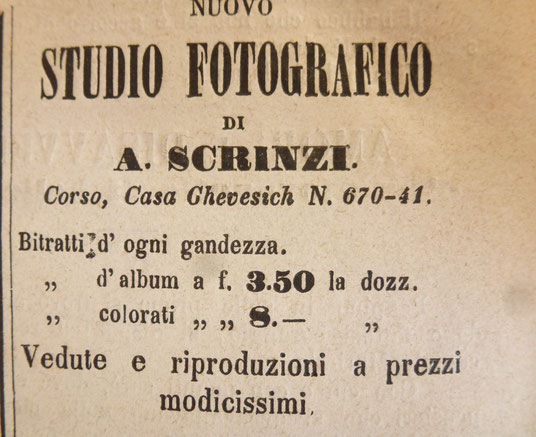 NUOVO
STUDIO FOTOGRAFICO
DI
A. SCRINZI.
Corso, Casa Ghevesich N. 670-41.
Bitratti d' ogni gandezza.
„ d' album a f. 3.50 la dozz.
„ colorati „ „ 8.— „
Vedute e riproduzioni a prezzi
modicissimi.